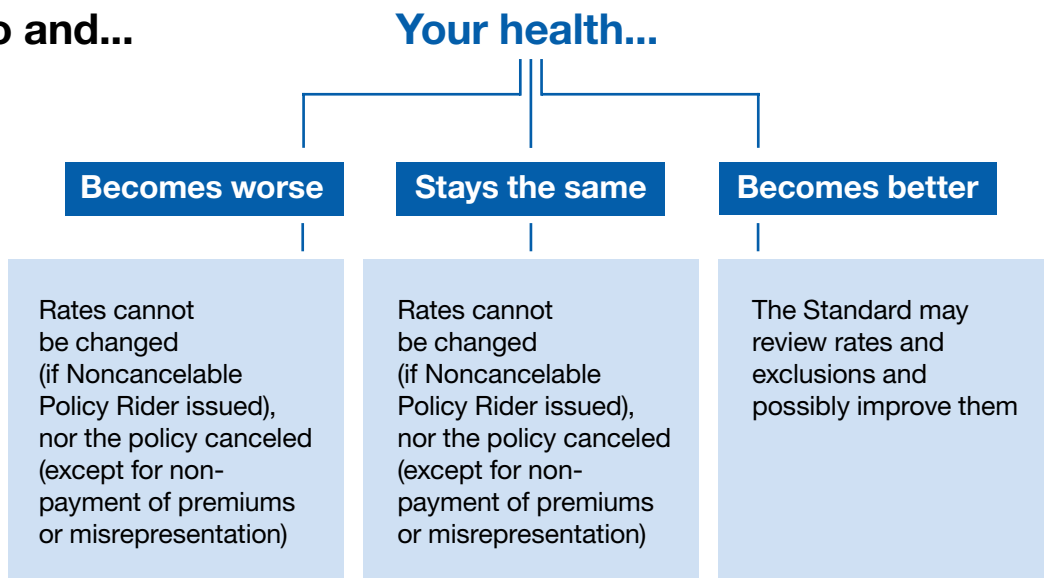 o and...
Your health...
Becomes worse
Stays the same
Becomes better
Rates cannot
be changed
(if Noncancelable
Policy Rider issued),
nor the policy canceled
(except for non-
payment of premiums
or misrepresentation)
Rates cannot
be changed
(if Noncancelable
Policy Rider issued),
nor the policy canceled
(except for non-
payment of premiums
or misrepresentation)
The Standard may
review rates and
exclusions and
possibly improve them